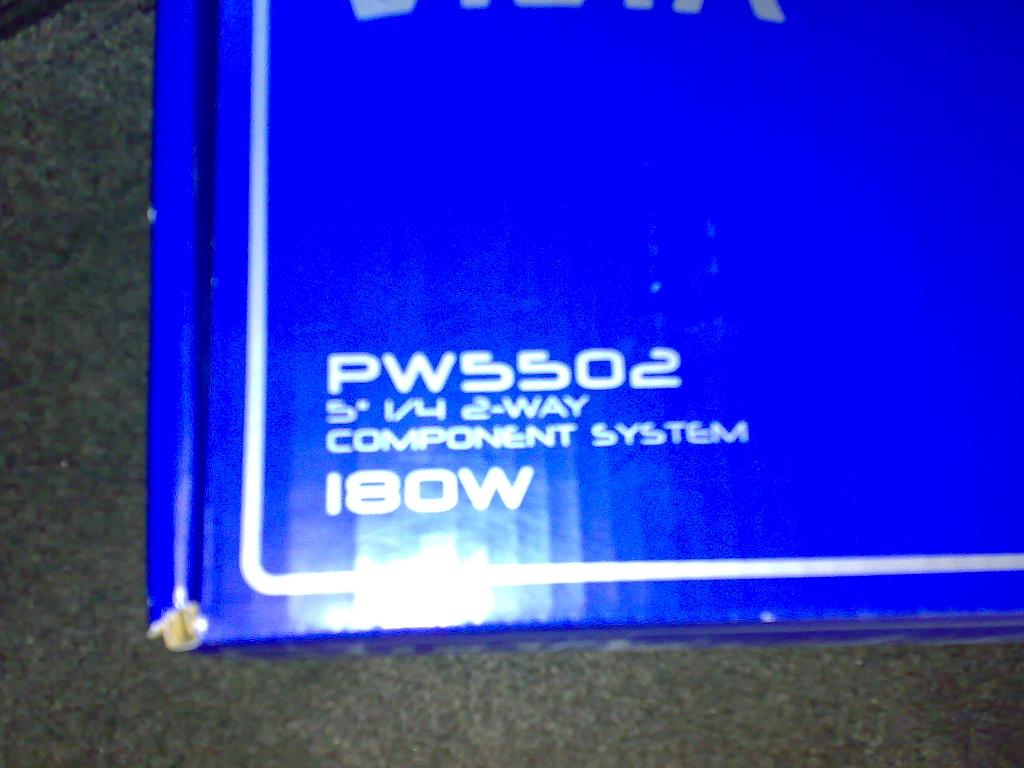 PW5502
5" 1/4 2-WAY
COMPONENT SYSTEM
180W